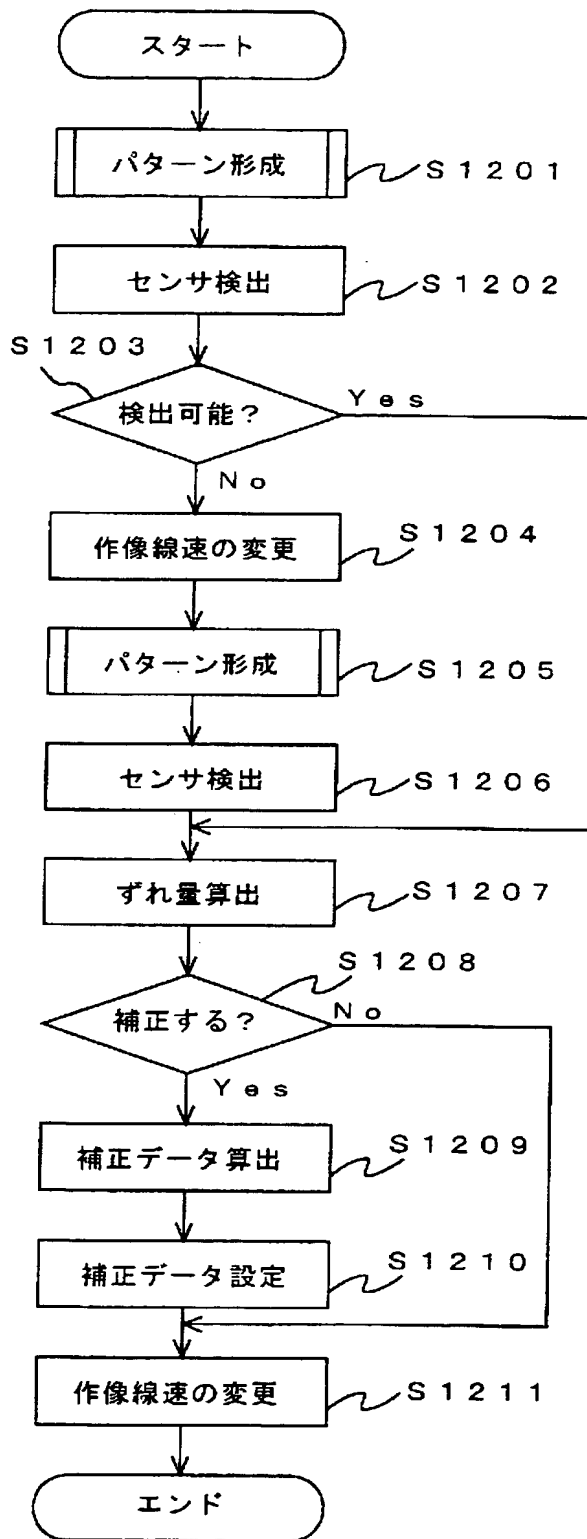 スタート
パターン形成
S1201
センサ検出
S1202
S1203
検出可能?
Yes
No
作像線速の変更
S1204
パターン形成
S1205
センサ検出
S1206
ずれ量算出
S1207
S1208
補正する?
No
Yes
補正データ算出
S1209
補正データ設定
S1210
作像線速の変更
S1211
エンド